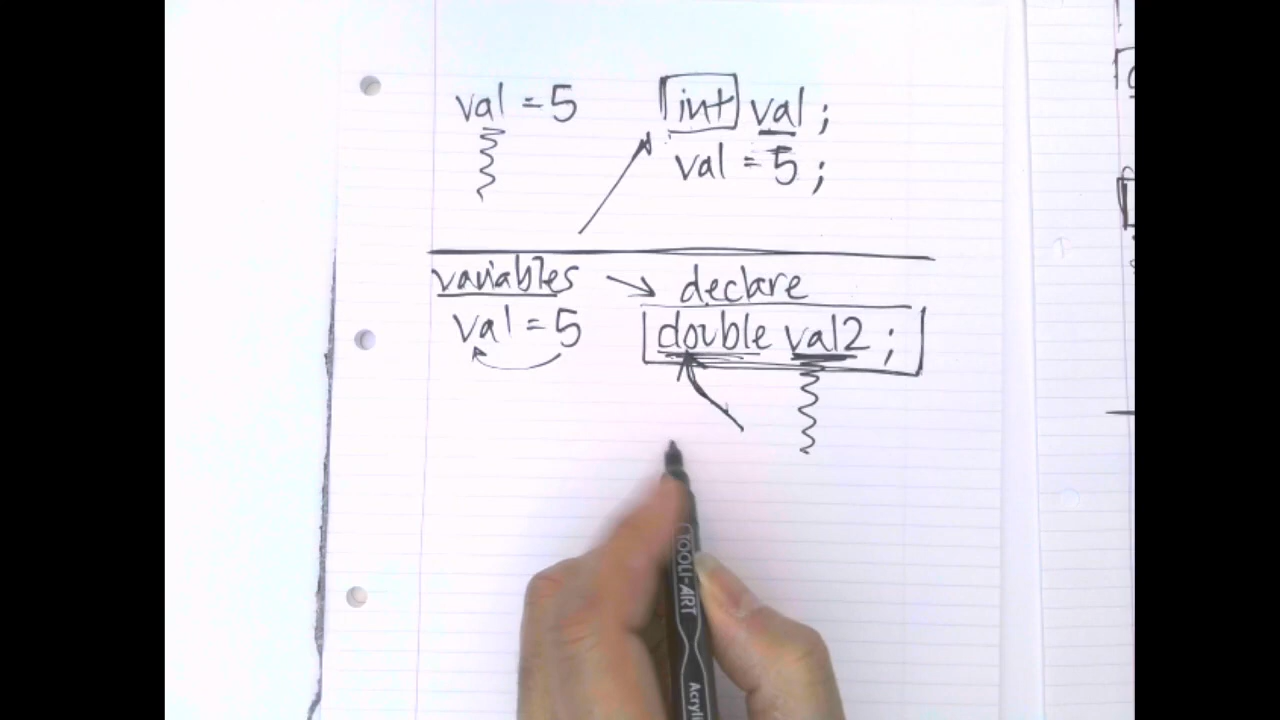 val = 5
int val ;
val = 5 ;
variables → declare
val = 5
double val2 ;
TOOLI-ART